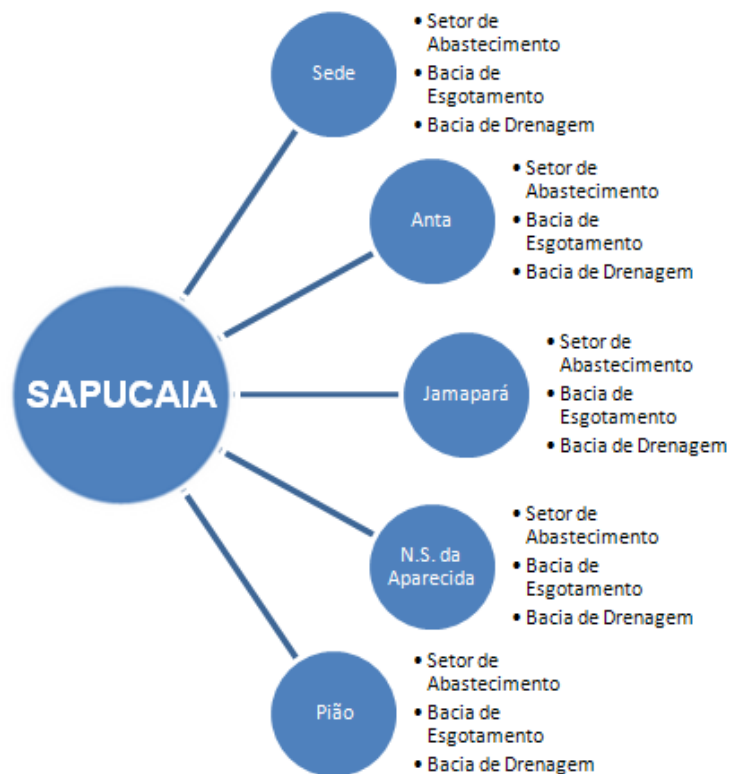 Sede
• Setor de
Abastecimento
• Bacia de
Esgotamento
• Bacia de Drenagem
Anta
• Setor de
Abastecimento
• Bacia de
Esgotamento
• Bacia de Drenagem
SAPUCAIA
Jamapará
• Setor de
Abastecimento
• Bacia de
Esgotamento
• Bacia de Drenagem
N.S. da
Aparecida
• Setor de
Abastecimento
• Bacia de
Esgotamento
• Bacia de Drenagem
Pião
• Setor de
Abastecimento
• Bacia de
Esgotamento
• Bacia de Drenagem